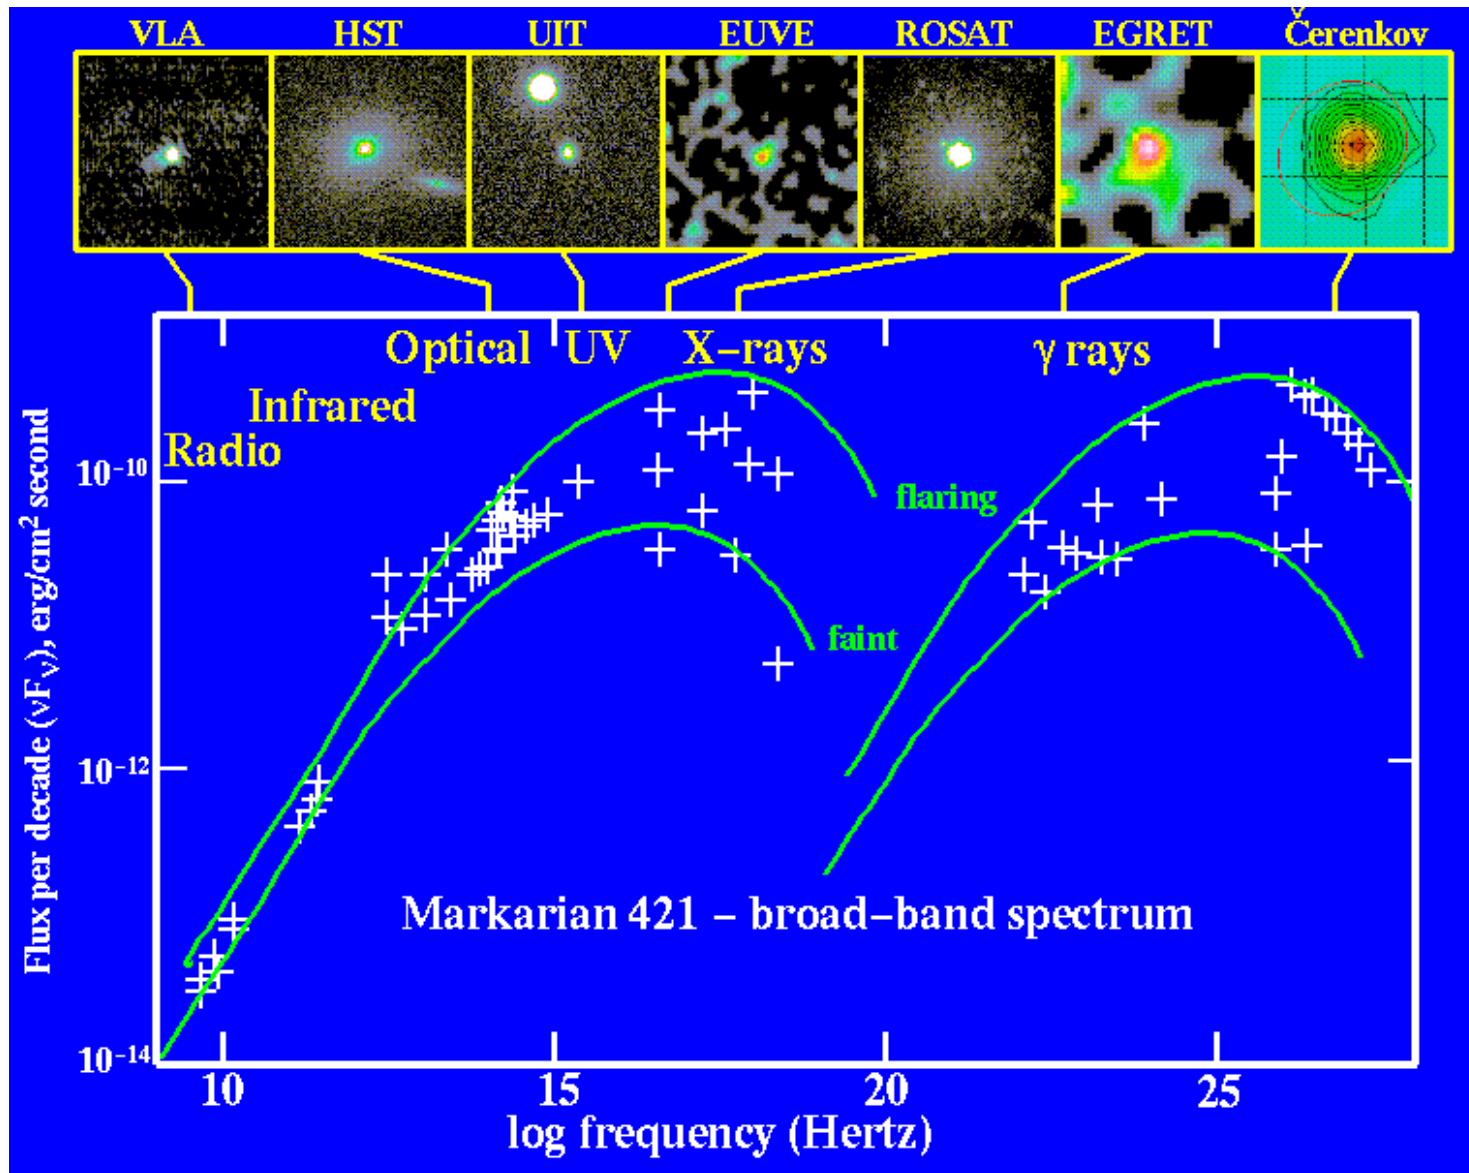 VLA HST UIT EUVE ROSAT EGRET Čerenkov
Optical UV X-rays γ rays
Infrared
Radio
flaring
faint
Markarian 421 – broad-band spectrum
Flux per decade (νFν), erg/cm² second
10⁻¹⁰
10⁻¹²
10⁻¹⁴
10 15 20 25
log frequency (Hertz)